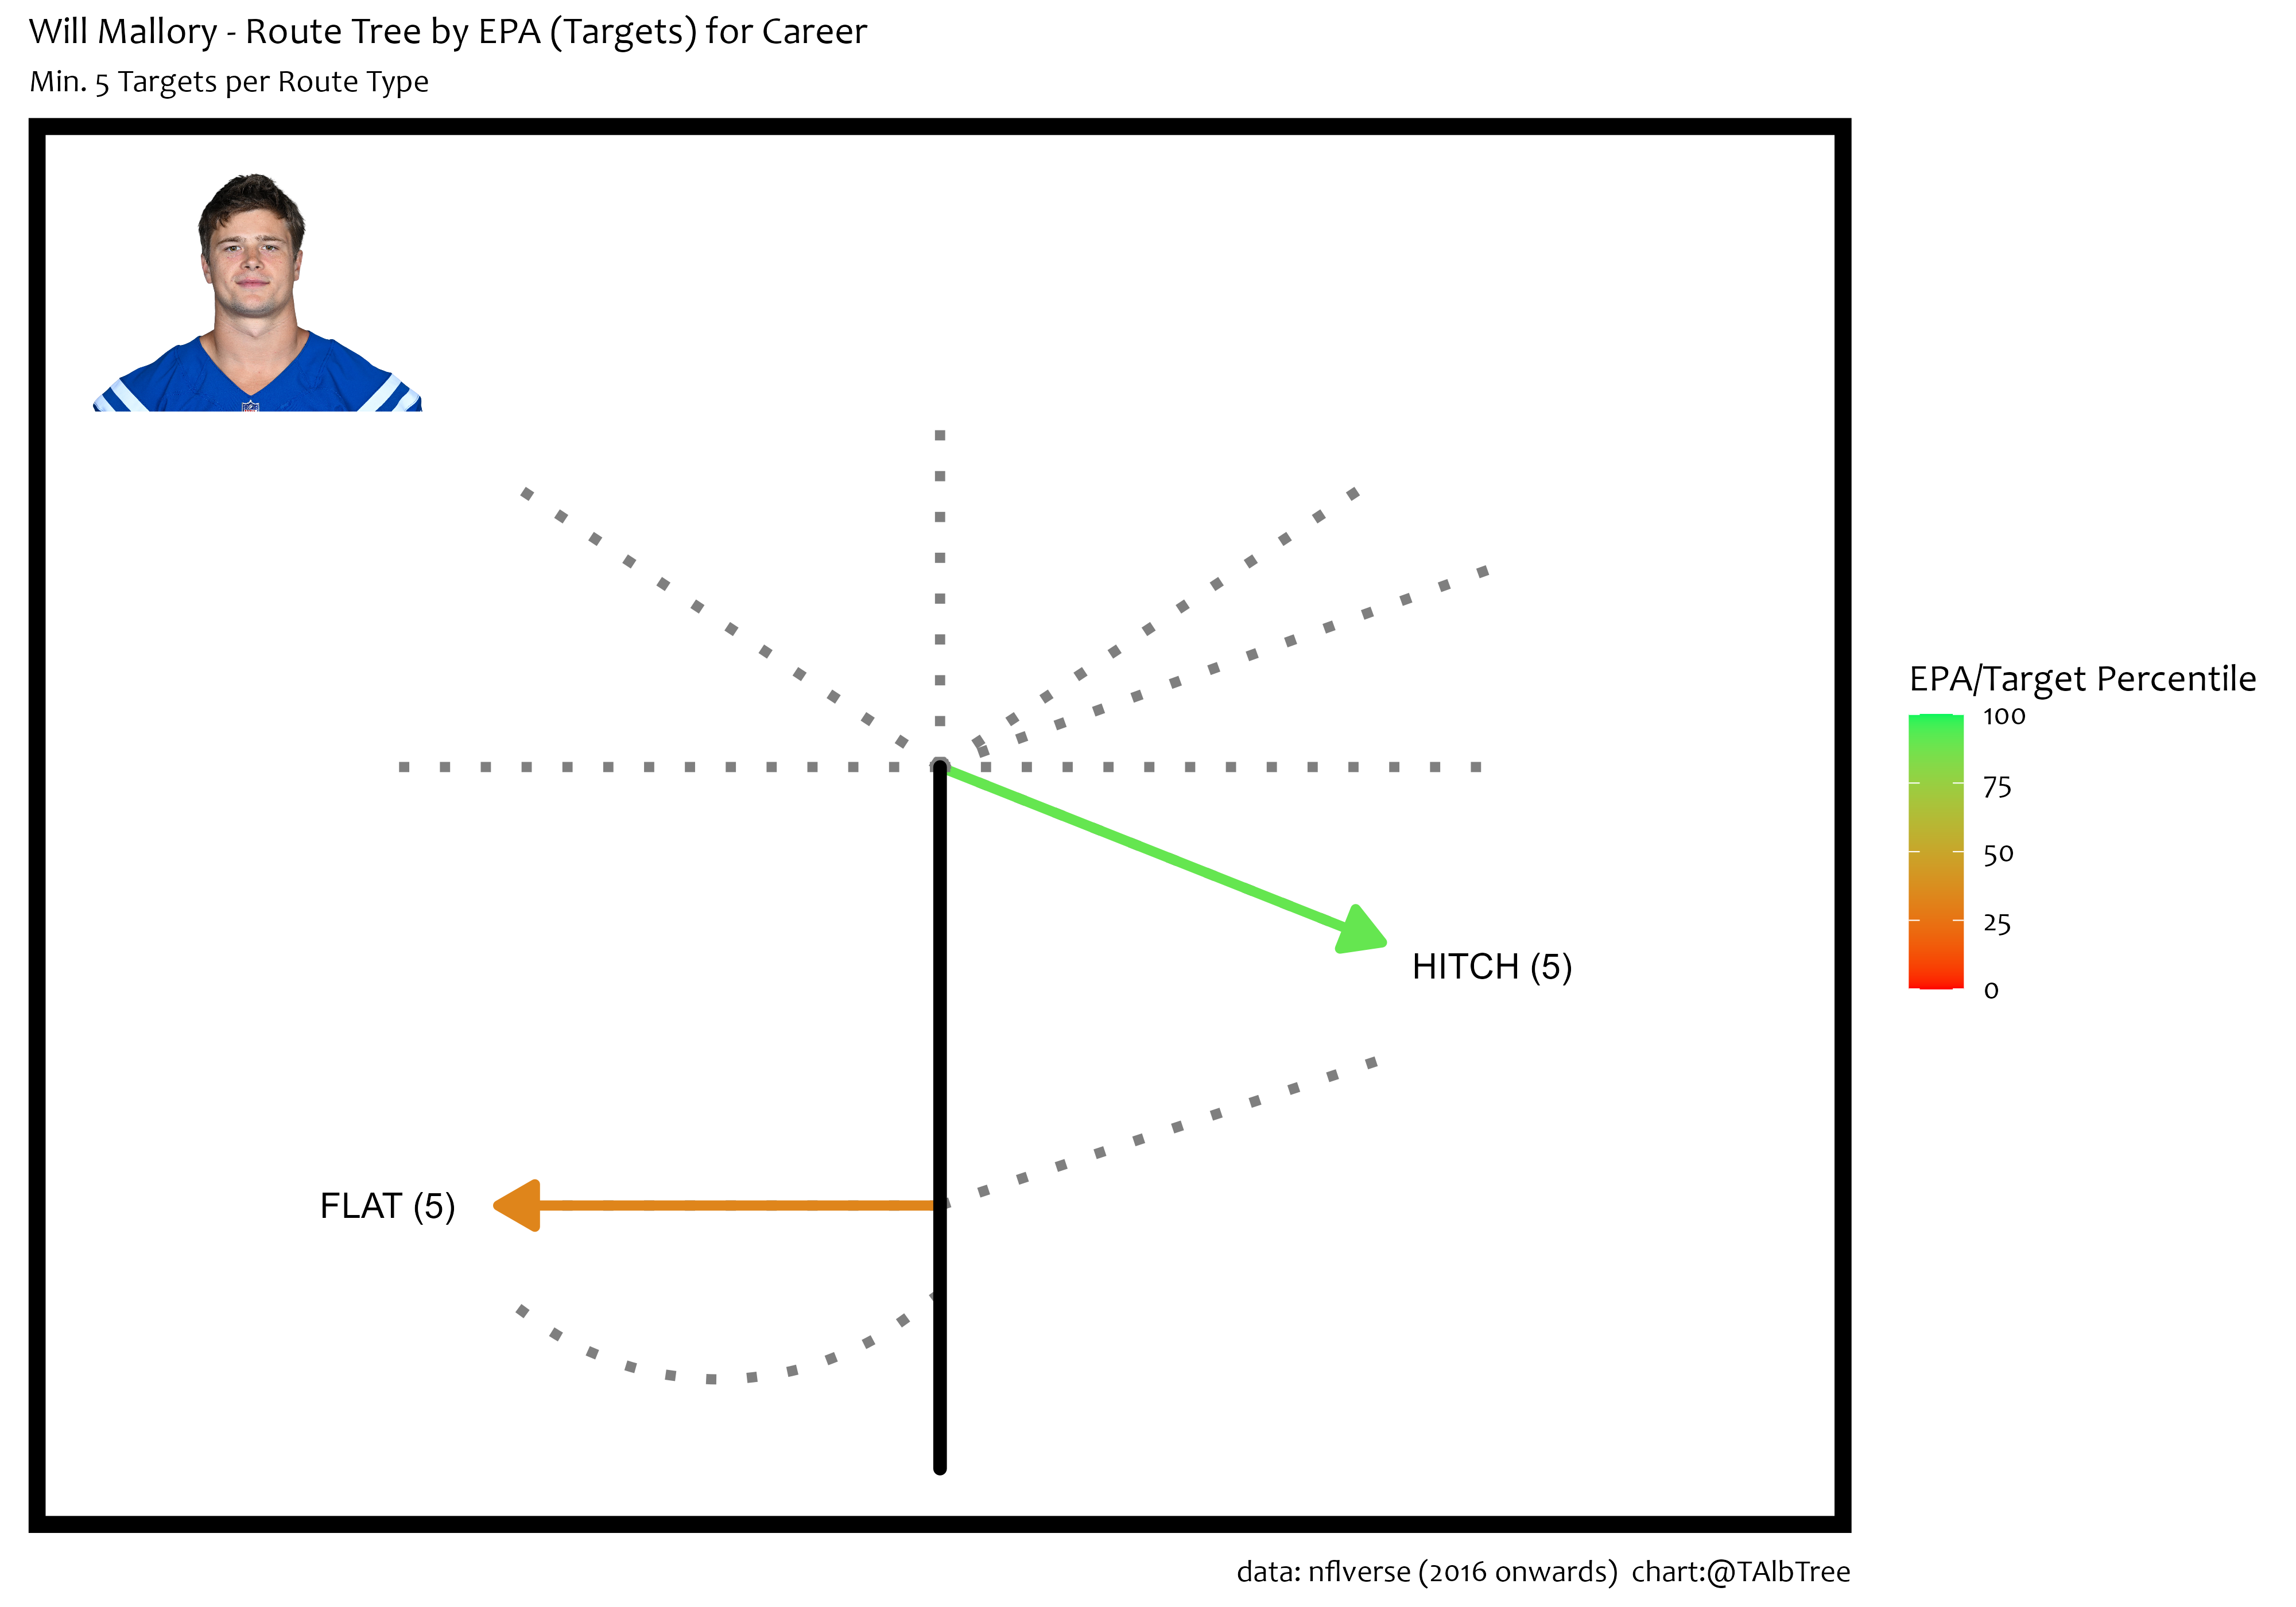 Will Mallory - Route Tree by EPA (Targets) for Career
Min. 5 Targets per Route Type
EPA/Target Percentile
100
75
50
25
0
HITCH (5)
FLAT (5)
data: nflverse (2016 onwards)  chart:@TAlbTree